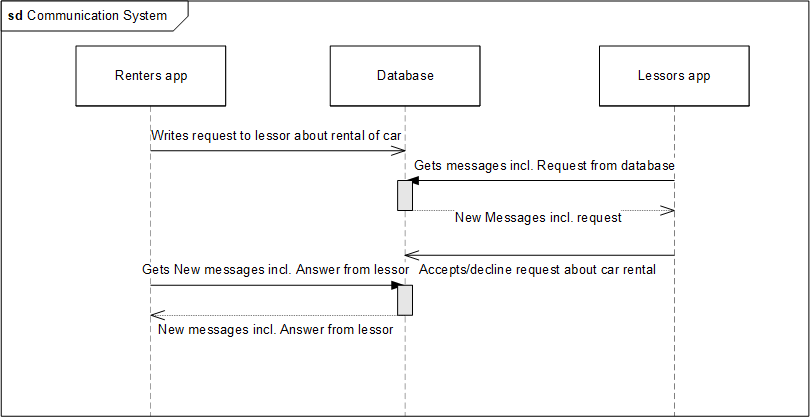 sd Communication System
Renters app
Database
Lessors app
Writes request to lessor about rental of car
Gets messages incl. Request from database
New Messages incl. request
Gets New messages incl. Answer from lessor
Accepts/decline request about car rental
New messages incl. Answer from lessor